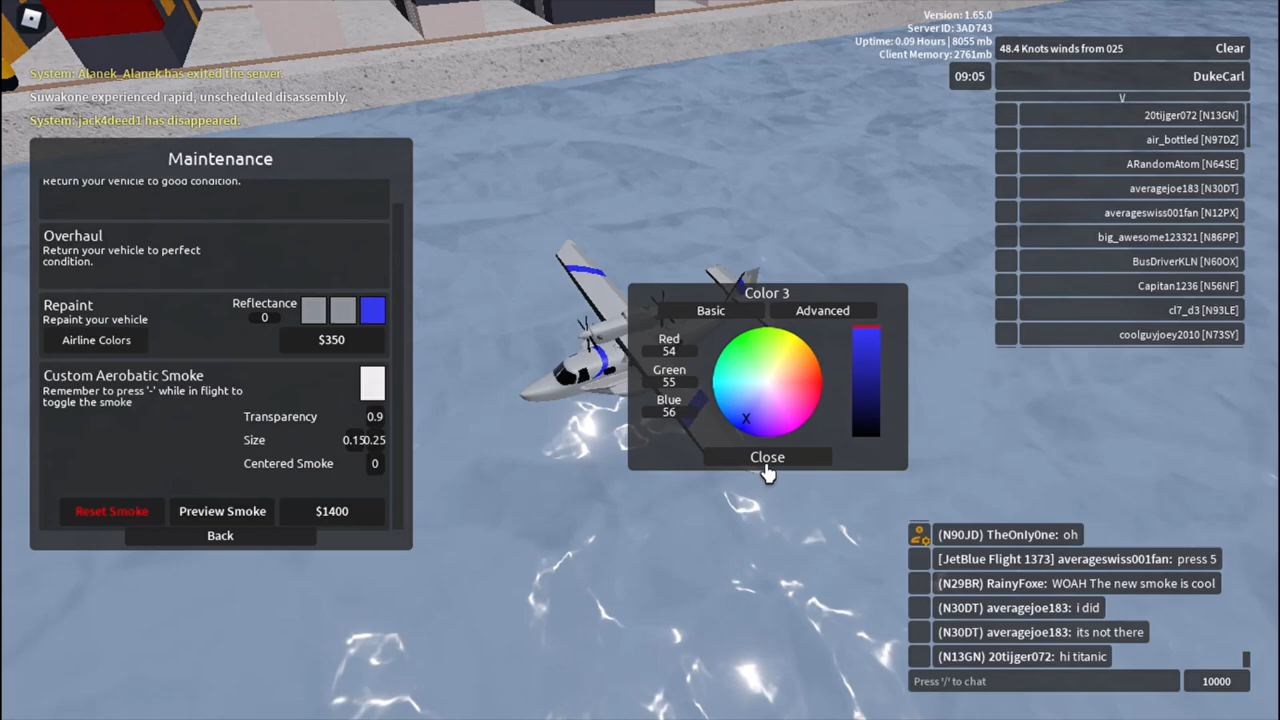 Version: 1.65.0
Server ID: 3AD743
Uptime: 0.09 Hours | 8055 mb
Client Memory: 2761mb
09:05
48.4 Knots winds from 025 Clear
DukeCarl
V
20tijger072 [N13GN]
air_bottled [N97DZ]
ARandomAtom [N64SE]
averagejoe183 [N30DT]
averageswiss001fan [N12PX]
big_awesome123321 [N86PP]
BusDriverKLN [N60OX]
Capitan1236 [N56NF]
cl7_d3 [N93LE]
coolguyjoey2010 [N73SY]
System: Alanek_Alanek has exited the server.
Suwakone experienced rapid, unscheduled disassembly.
System: jack4deed1 has disappeared.
Maintenance
Return your vehicle to good condition.
Overhaul
Return your vehicle to perfect
condition.
Repaint
Repaint your vehicle
Reflectance
0
Airline Colors
$350
Custom Aerobatic Smoke
Remember to press '-' while in flight to
toggle the smoke
Transparency 0.9
Size 0.15 0.25
Centered Smoke 0
Reset Smoke Preview Smoke $1400
Back
Color 3
Basic Advanced
Red
54
Green
55
Blue
56
X
Close
(N90JD) TheOnIy0ne: oh
[JetBlue Flight 1373] averageswiss001fan: press 5
(N29BR) RainyFoxe: WOAH The new smoke is cool
(N30DT) averagejoe183: i did
(N30DT) averagejoe183: its not there
(N13GN) 20tijger072: hi titanic
Press '/' to chat 10000